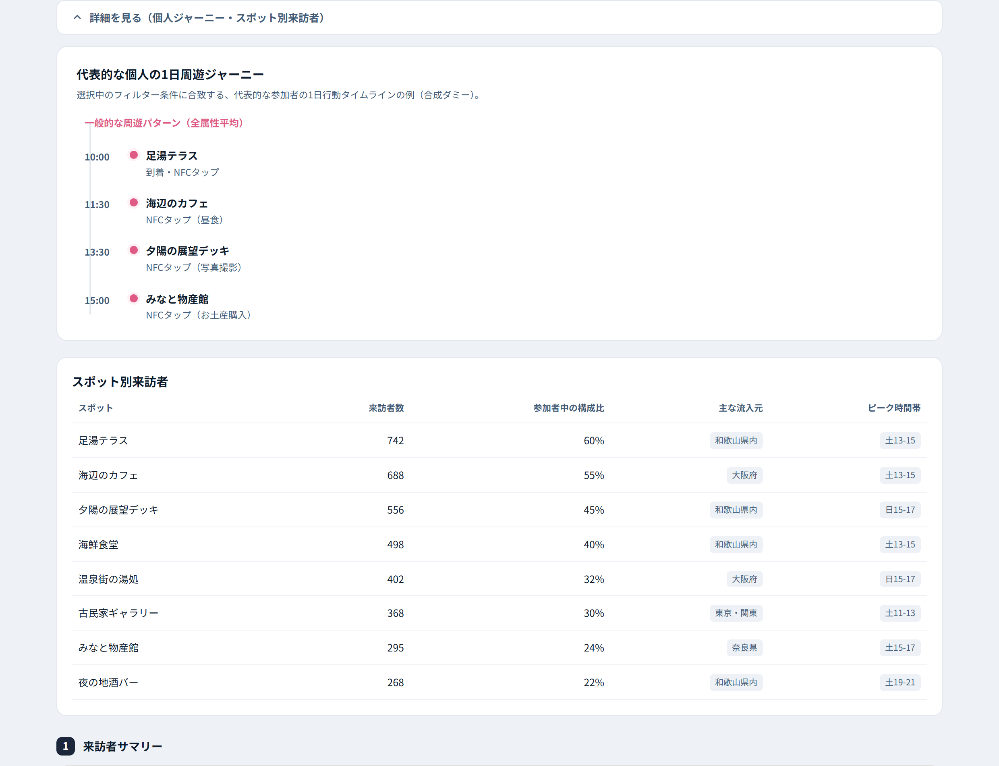 詳細を見る（個人ジャーニー・スポット別来訪者）
代表的な個人の1日周遊ジャーニー
選択中のフィルター条件に合致する、代表的な参加者の1日行動タイムラインの例（合成ダミー）。
一般的な周遊パターン（全属性平均）
10:00 足湯テラス
到着・NFCタップ
11:30 海辺のカフェ
NFCタップ（昼食）
13:30 夕陽の展望デッキ
NFCタップ（写真撮影）
15:00 みなと物産館
NFCタップ（お土産購入）
スポット別来訪者
スポット 来訪者数 参加者中の構成比 主な流入元 ピーク時間帯
足湯テラス 742 60% 和歌山県内 土13-15
海辺のカフェ 688 55% 大阪府 土13-15
夕陽の展望デッキ 556 45% 和歌山県内 日15-17
海鮮食堂 498 40% 和歌山県内 土13-15
温泉街の湯処 402 32% 大阪府 日15-17
古民家ギャラリー 368 30% 東京・関東 土11-13
みなと物産館 295 24% 奈良県 土15-17
夜の地酒バー 268 22% 和歌山県内 土19-21
1 来訪者サマリー